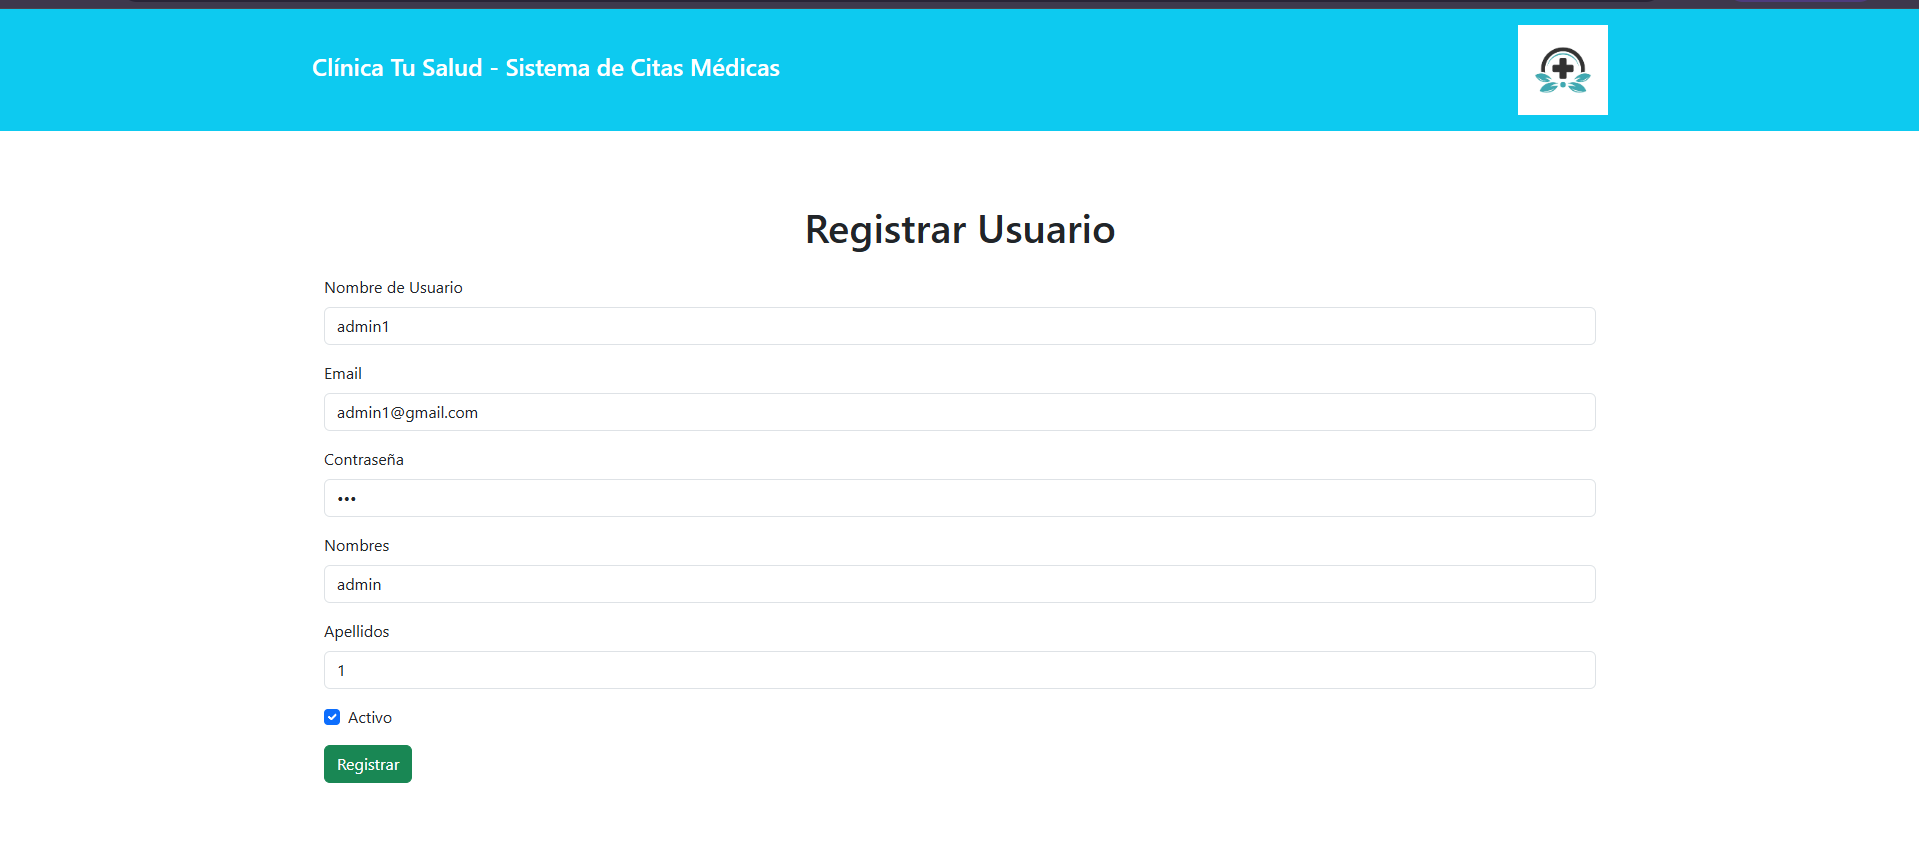 Clínica Tu Salud - Sistema de Citas Médicas
Registrar Usuario
Nombre de Usuario
admin1
Email
admin1@gmail.com
Contraseña
•••
Nombres
admin
Apellidos
1
Activo
Registrar